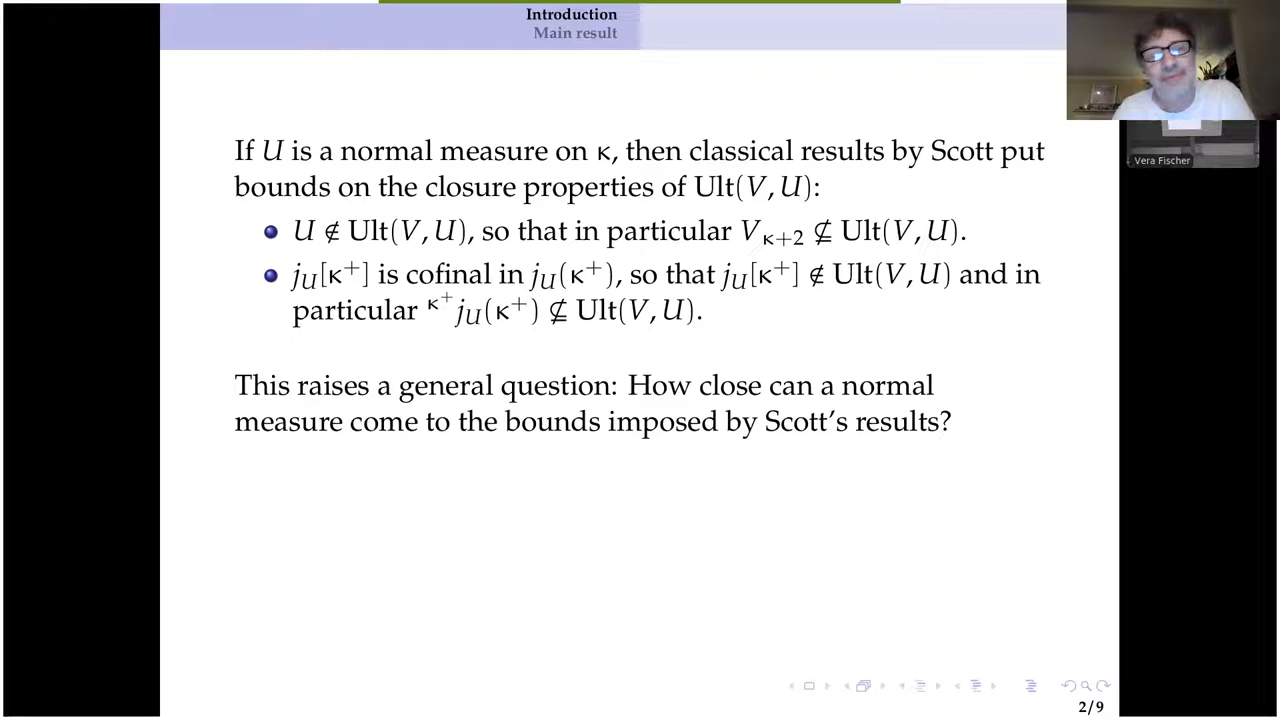 Introduction
Main result
If U is a normal measure on κ, then classical results by Scott put
bounds on the closure properties of Ult(V, U):
U ∉ Ult(V, U), so that in particular V_{κ+2} ⊈ Ult(V, U).
j_U[κ⁺] is cofinal in j_U(κ⁺), so that j_U[κ⁺] ∉ Ult(V, U) and in
particular ^{κ⁺}j_U(κ⁺) ⊈ Ult(V, U).
This raises a general question: How close can a normal
measure come to the bounds imposed by Scott's results?
Vera Fischer
2/9